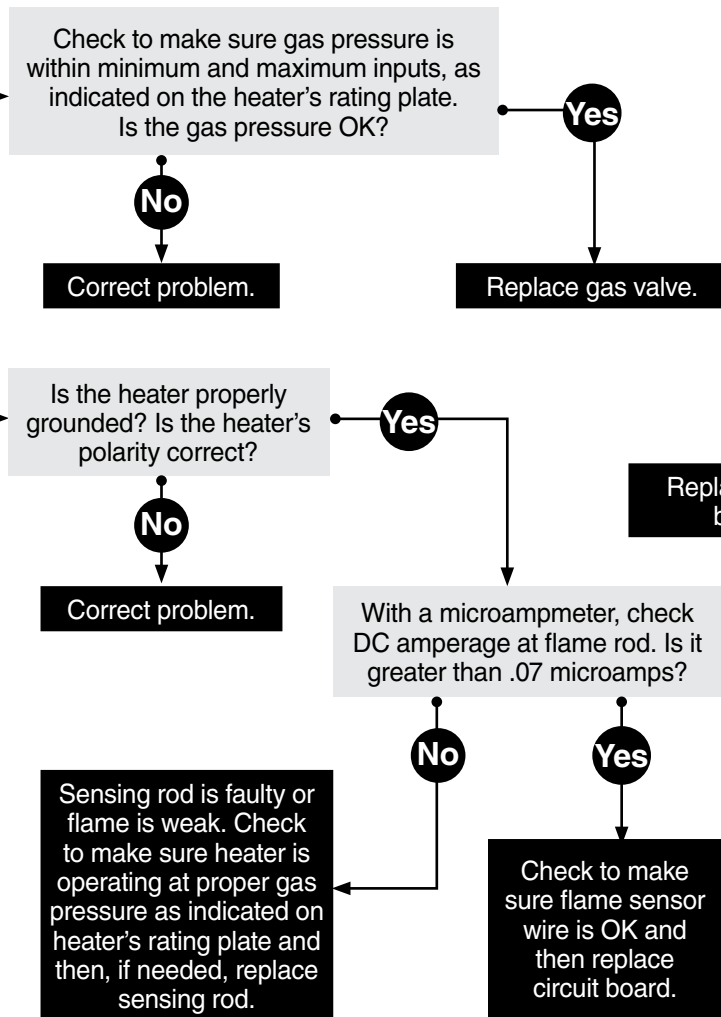 Check to make sure gas pressure is
within minimum and maximum inputs, as
indicated on the heater’s rating plate.
Is the gas pressure OK?
Yes
No
Correct problem.
Replace gas valve.
Is the heater properly
grounded? Is the heater’s
polarity correct?
Yes
No
Correct problem.
With a microampmeter, check
DC amperage at flame rod. Is it
greater than .07 microamps?
No
Yes
Sensing rod is faulty or
flame is weak. Check
to make sure heater is
operating at proper gas
pressure as indicated on
heater’s rating plate and
then, if needed, replace
sensing rod.
Check to make
sure flame sensor
wire is OK and
then replace
circuit board.